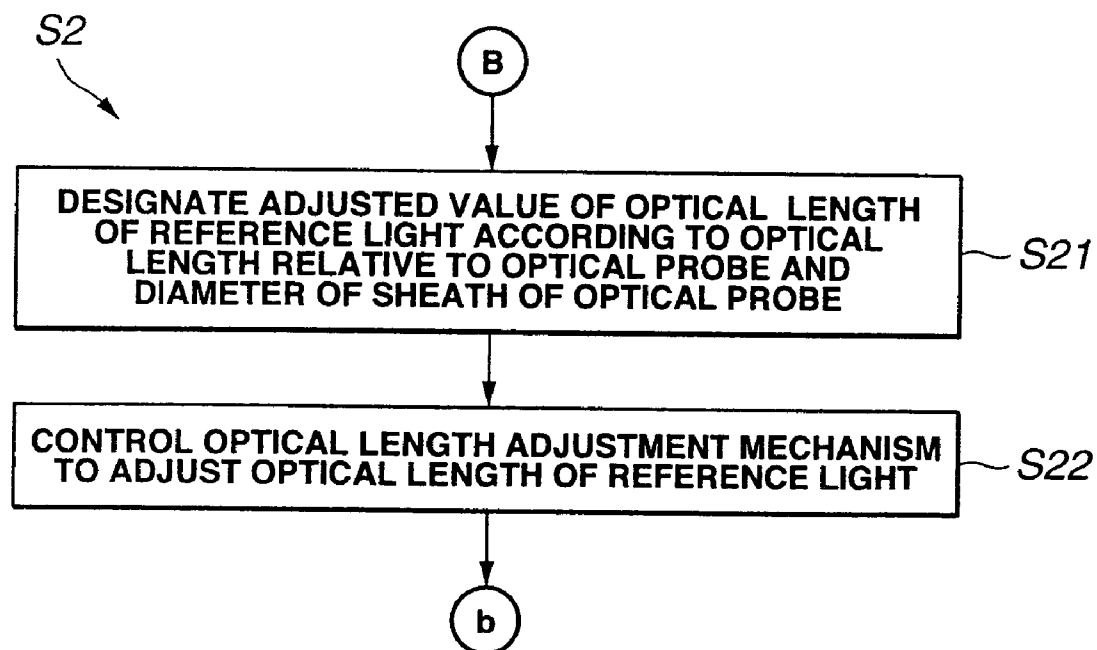 S2
B
DESIGNATE ADJUSTED VALUE OF OPTICAL LENGTH
OF REFERENCE LIGHT ACCORDING TO OPTICAL
LENGTH RELATIVE TO OPTICAL PROBE AND
DIAMETER OF SHEATH OF OPTICAL PROBE
S21
CONTROL OPTICAL LENGTH ADJUSTMENT MECHANISM
TO ADJUST OPTICAL LENGTH OF REFERENCE LIGHT
S22
b